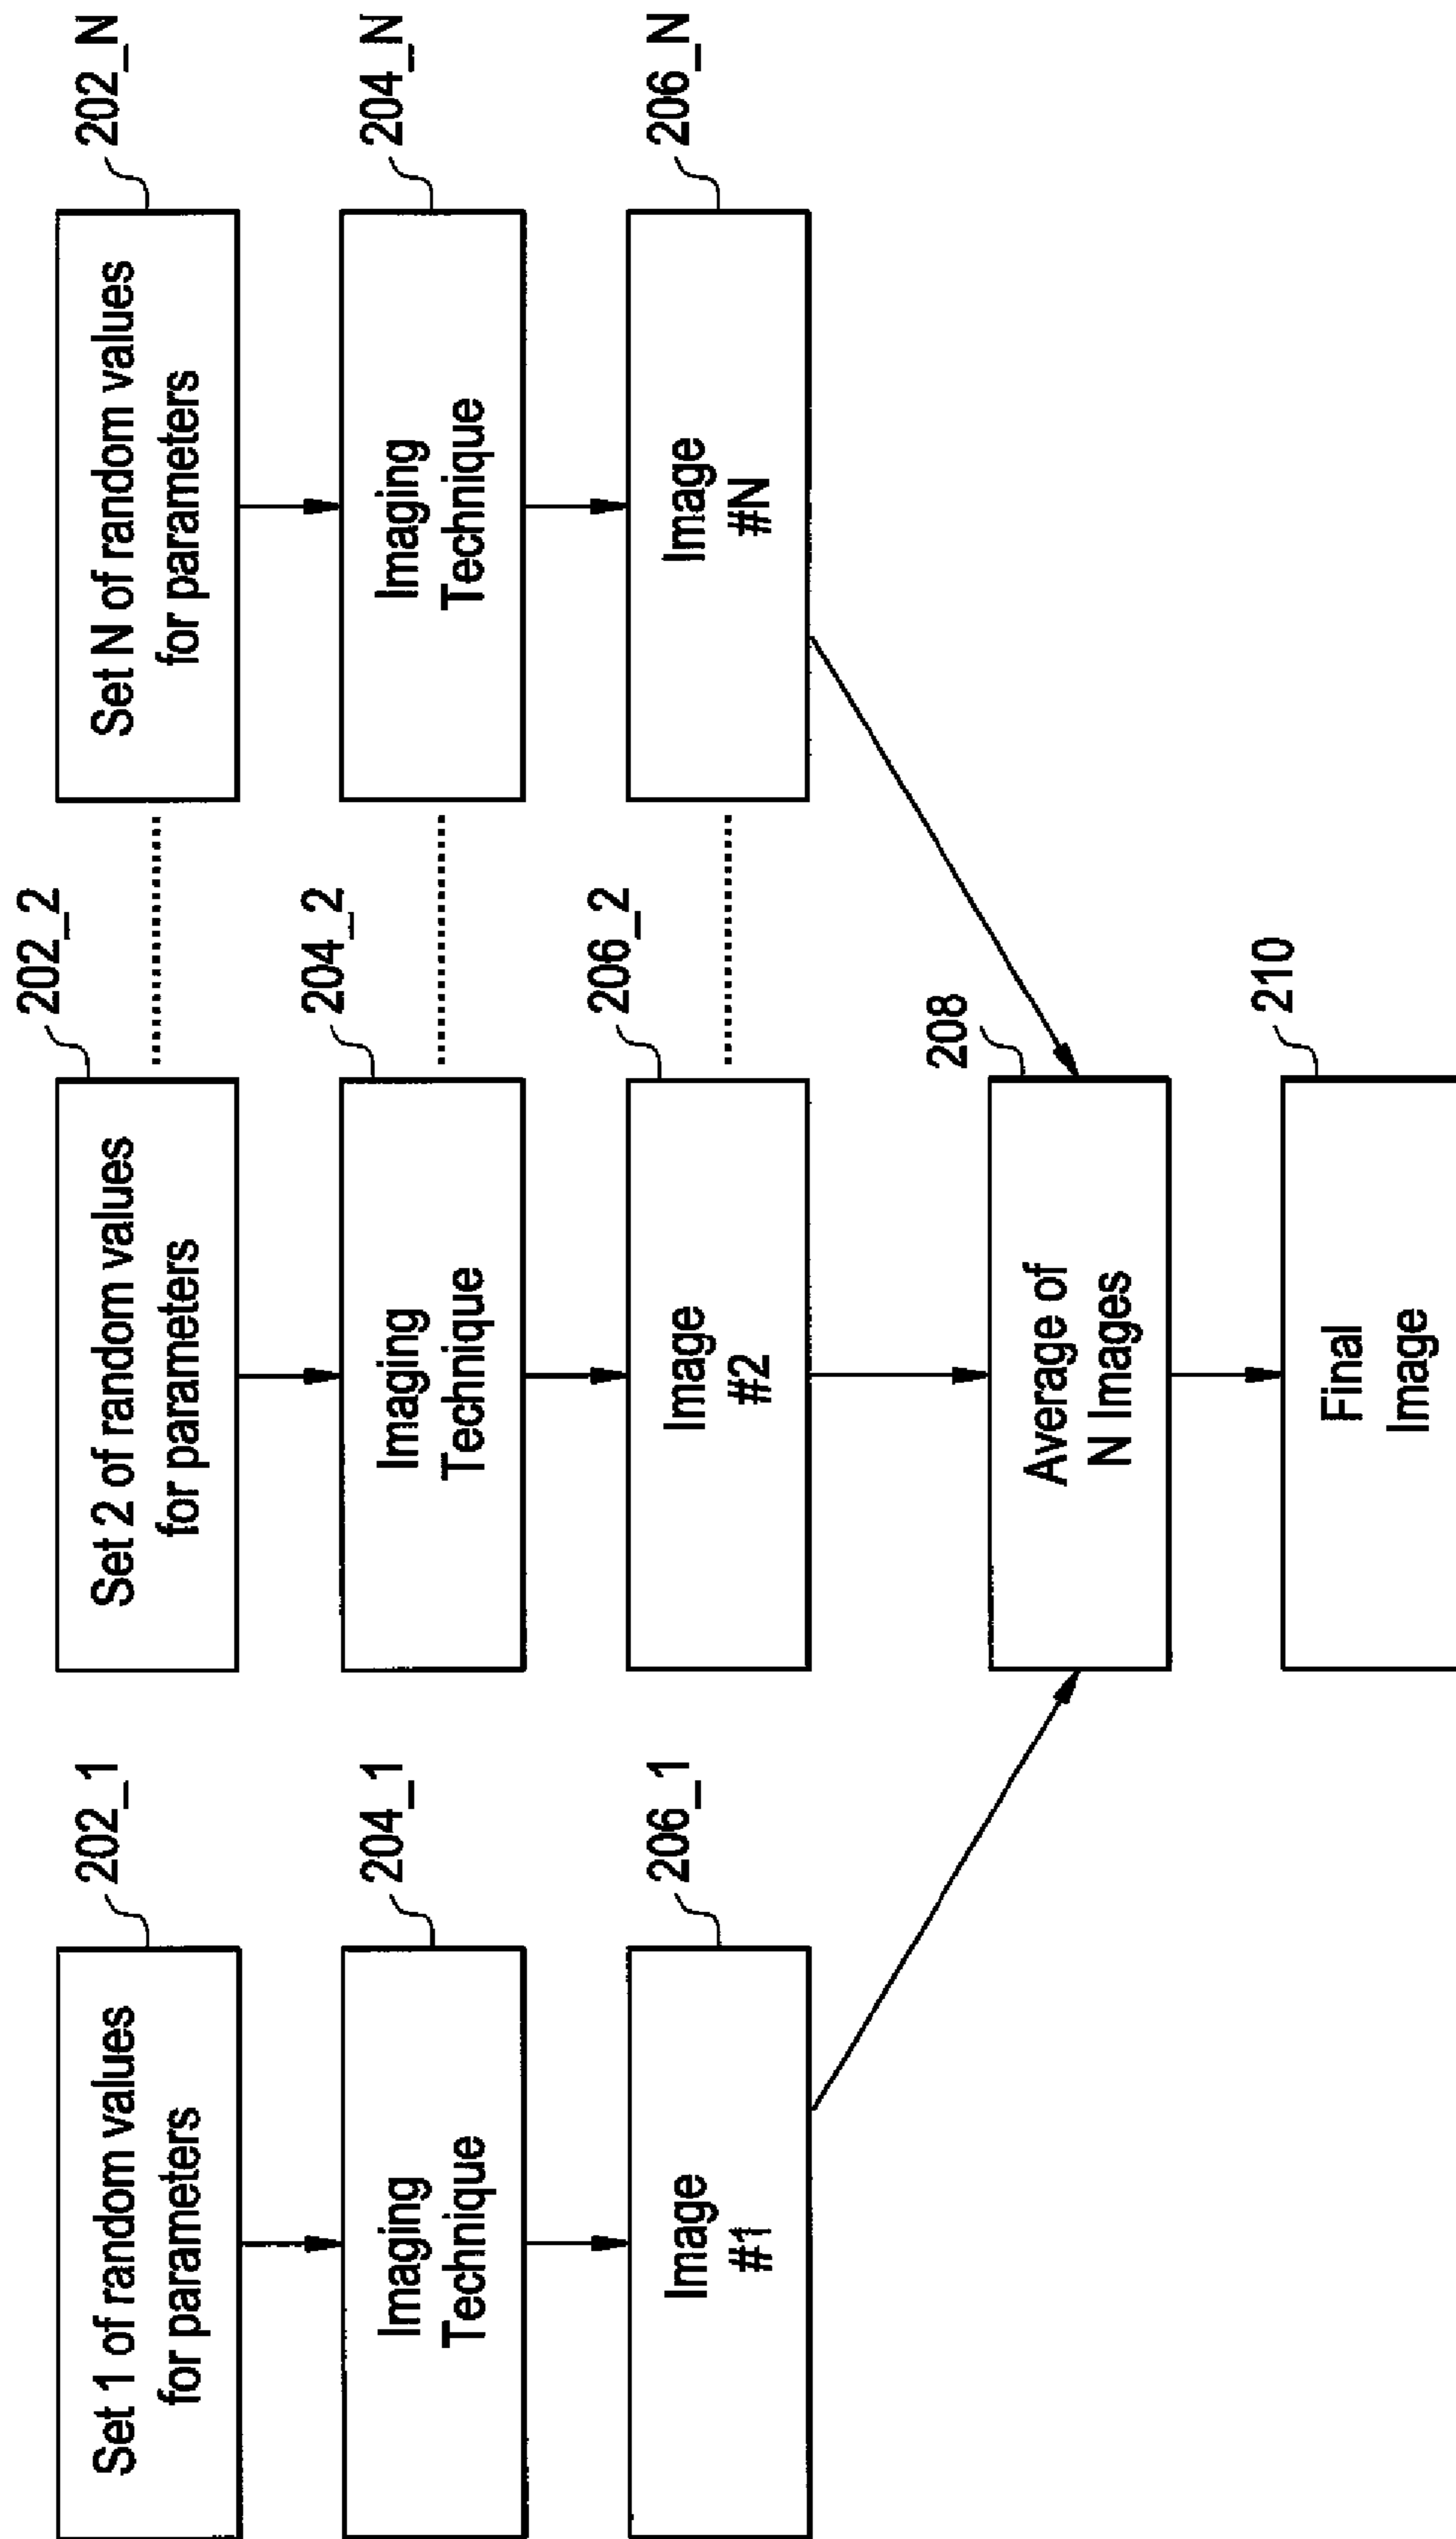 202_1
202_2
202_N
Set 1 of random values
for parameters
Set 2 of random values
for parameters
Set N of random values
for parameters
204_1
204_2
204_N
Imaging
Technique
Imaging
Technique
Imaging
Technique
206_1
206_2
206_N
Image
#1
Image
#2
Image
#N
208
Average of
N Images
210
Final
Image